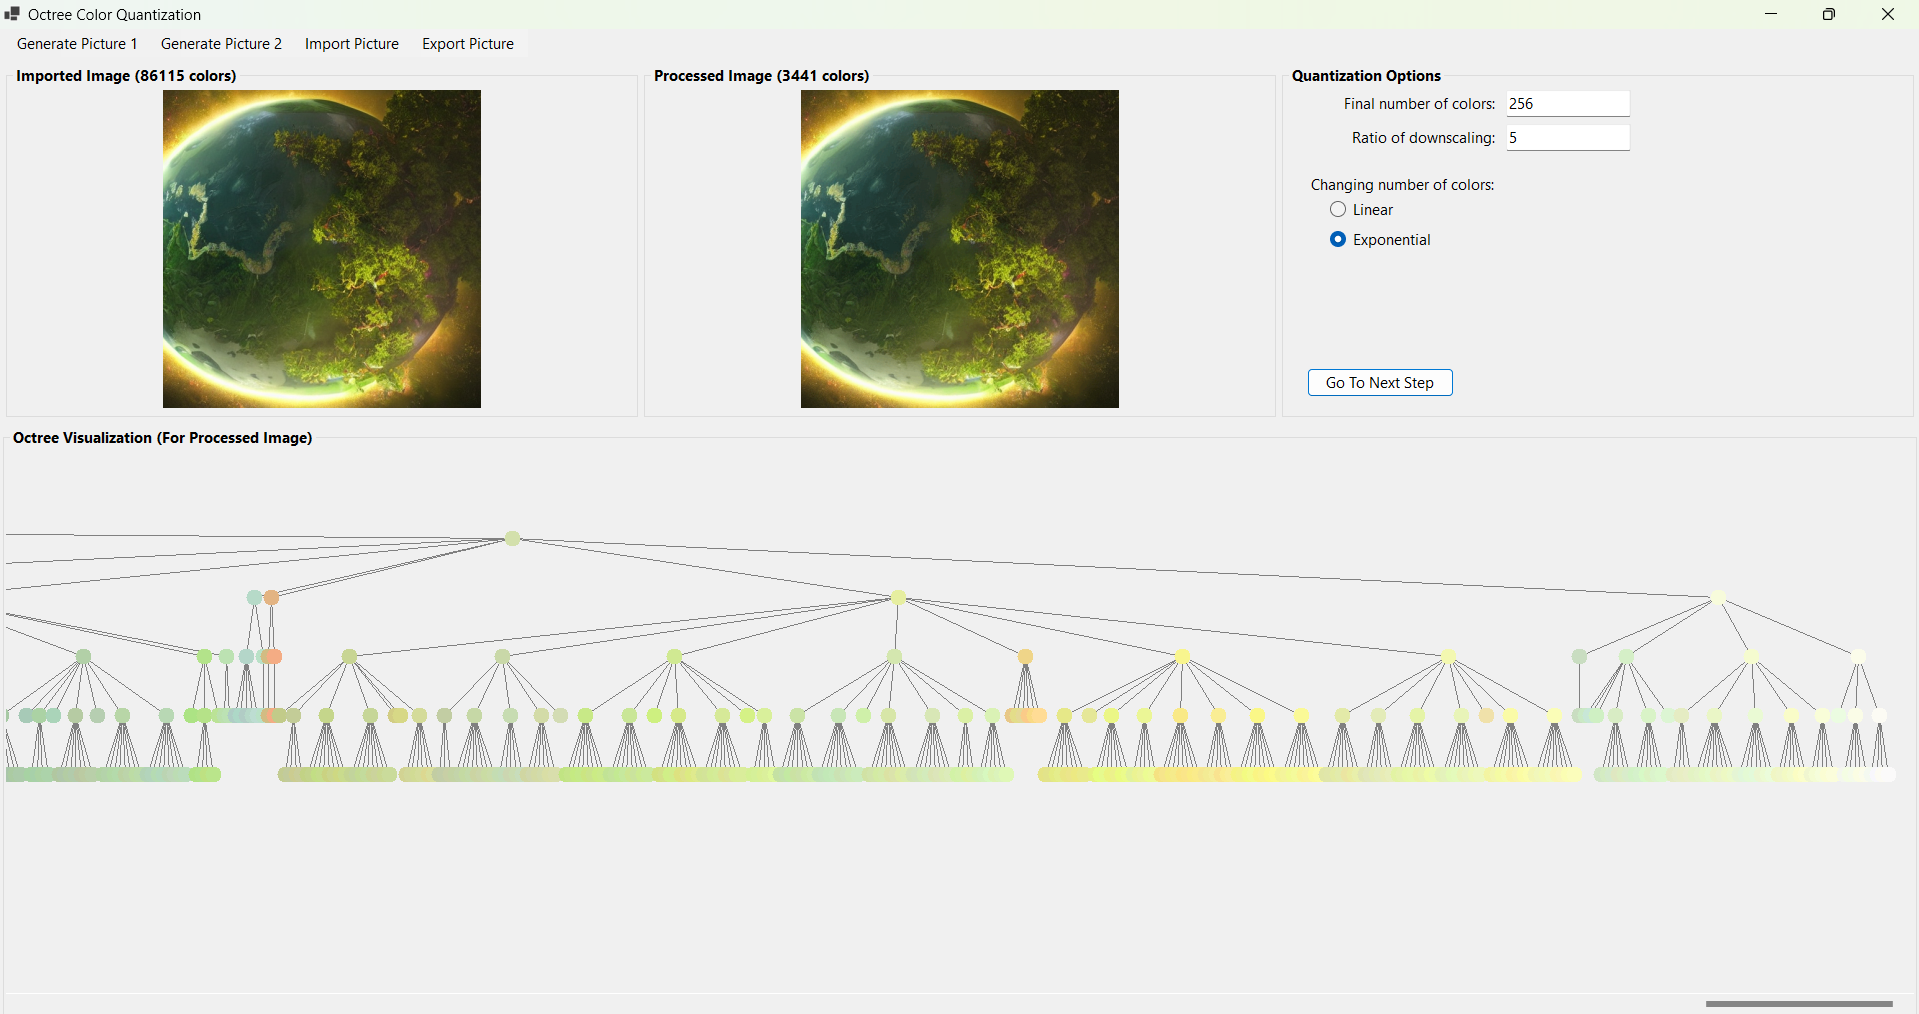 Octree Color Quantization
Generate Picture 1 Generate Picture 2 Import Picture Export Picture
Imported Image (86115 colors)
Processed Image (3441 colors)
Quantization Options
Final number of colors: 256
Ratio of downscaling: 5
Changing number of colors:
Linear
Exponential
Go To Next Step
Octree Visualization (For Processed Image)